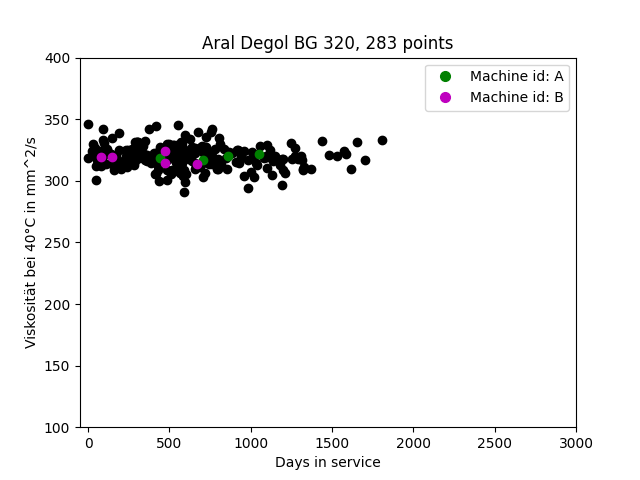 Aral Degol BG 320, 283 points
Viskosität bei 40°C in mm^2/s
400
350
300
250
200
150
100
Machine id: A
Machine id: B
0
500
1000
1500
2000
2500
3000
Days in service